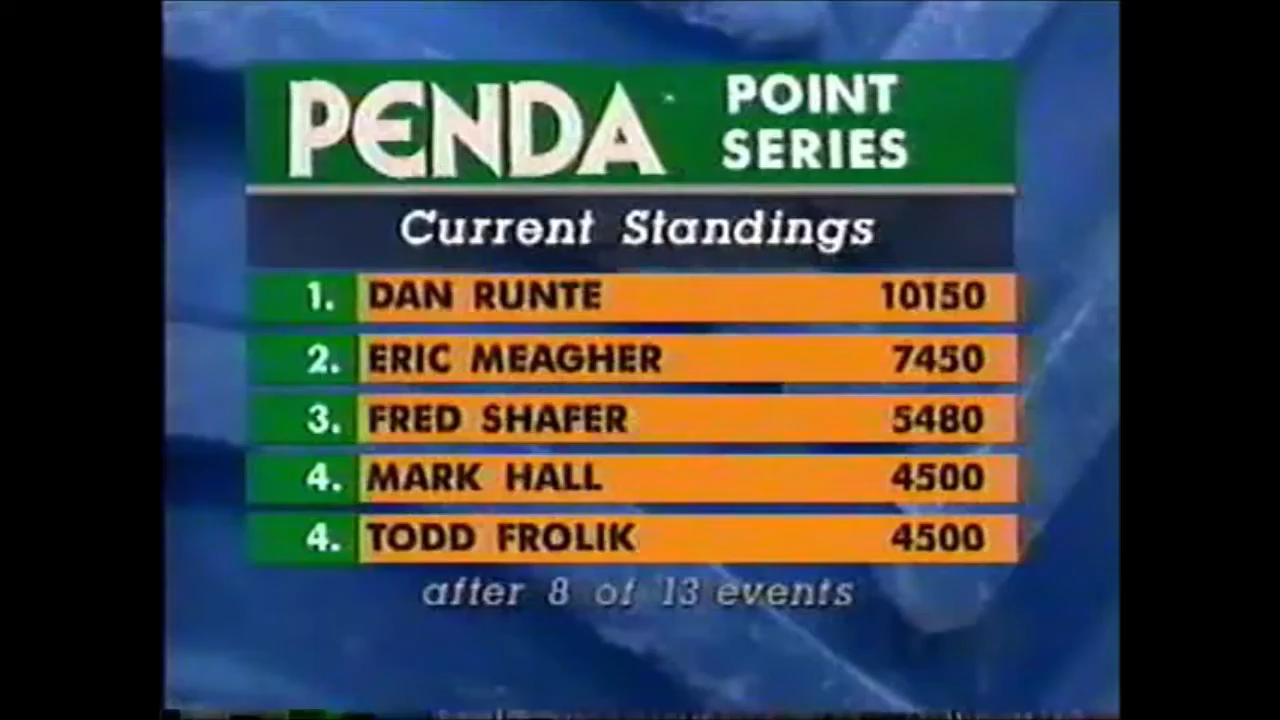 PENDA POINT SERIES
Current Standings
1. DAN RUNTE 10150
2. ERIC MEAGHER 7450
3. FRED SHAFER 5480
4. MARK HALL 4500
4. TODD FROLIK 4500
after 8 of 13 events